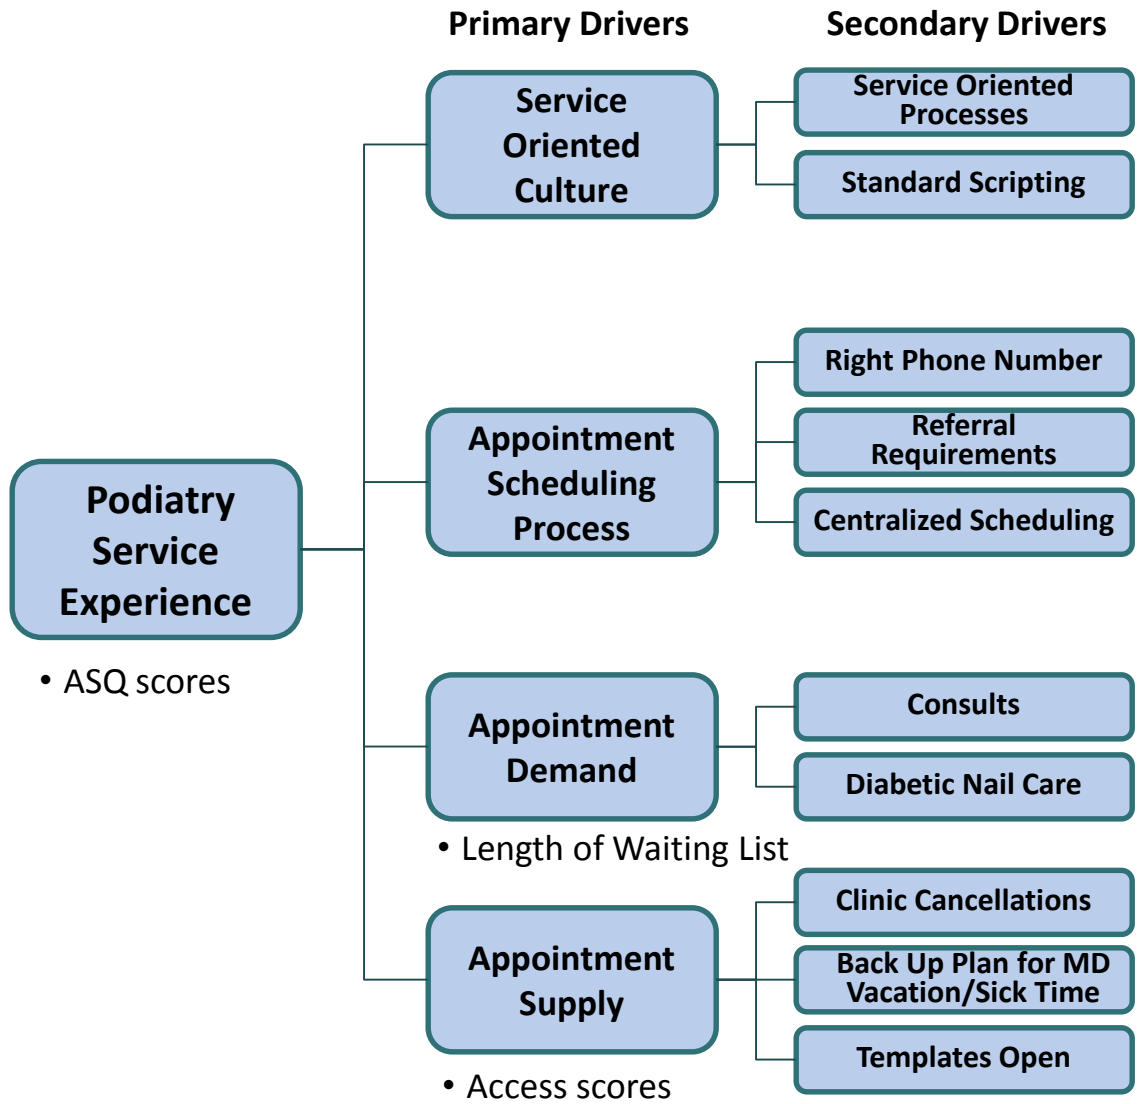 Primary Drivers
Secondary Drivers
Podiatry
Service
Experience
• ASQ scores
Service
Oriented
Culture
Service Oriented
Processes
Standard Scripting
Appointment
Scheduling
Process
Right Phone Number
Referral
Requirements
Centralized Scheduling
Appointment
Demand
• Length of Waiting List
Consults
Diabetic Nail Care
Appointment
Supply
• Access scores
Clinic Cancellations
Back Up Plan for MD
Vacation/Sick Time
Templates Open